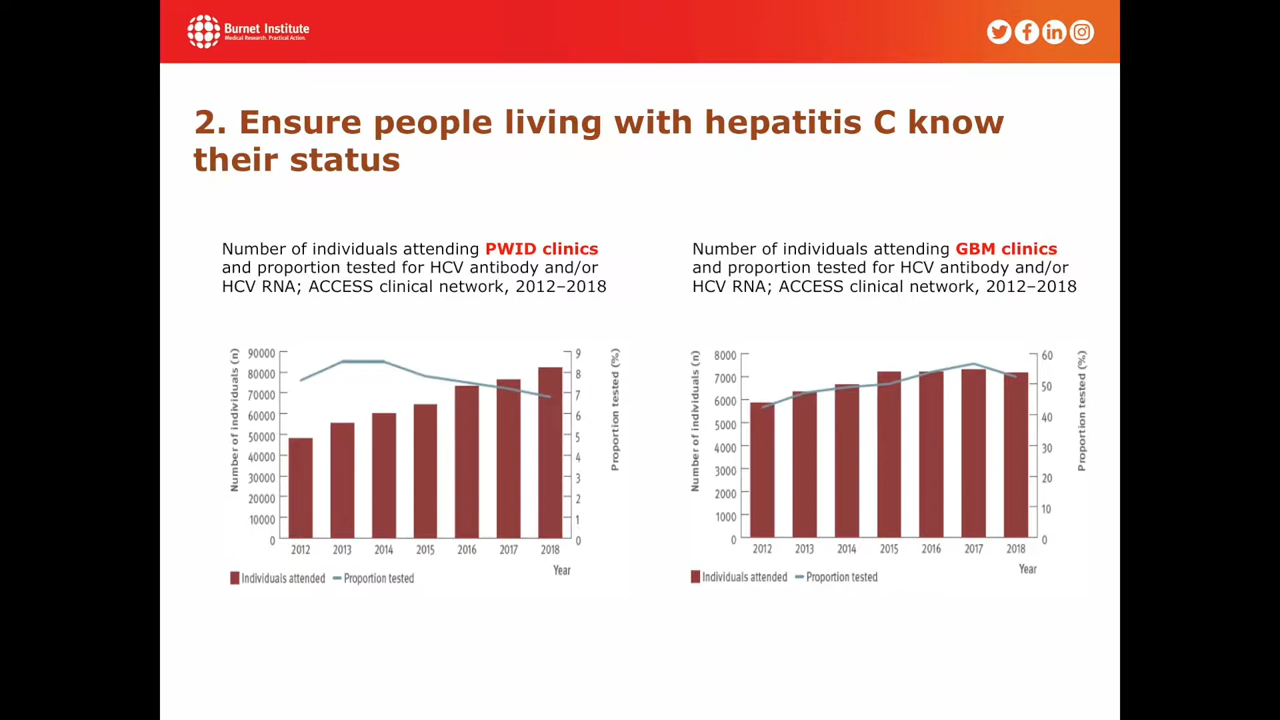 Burnet Institute
Medical Research. Practical Action.
2. Ensure people living with hepatitis C know
their status
Number of individuals attending PWID clinics
and proportion tested for HCV antibody and/or
HCV RNA; ACCESS clinical network, 2012–2018
Number of individuals (n)
90000
80000
70000
60000
50000
40000
30000
20000
10000
0
9
8
7
6
5
4
3
2
1
0
Proportion tested (%)
2012 2013 2014 2015 2016 2017 2018
Year
Individuals attended Proportion tested
Number of individuals attending GBM clinics
and proportion tested for HCV antibody and/or
HCV RNA; ACCESS clinical network, 2012–2018
Number of individuals (n)
8000
7000
6000
5000
4000
3000
2000
1000
0
60
50
40
30
20
10
0
Proportion tested (%)
2012 2013 2014 2015 2016 2017 2018
Year
Individuals attended Proportion tested